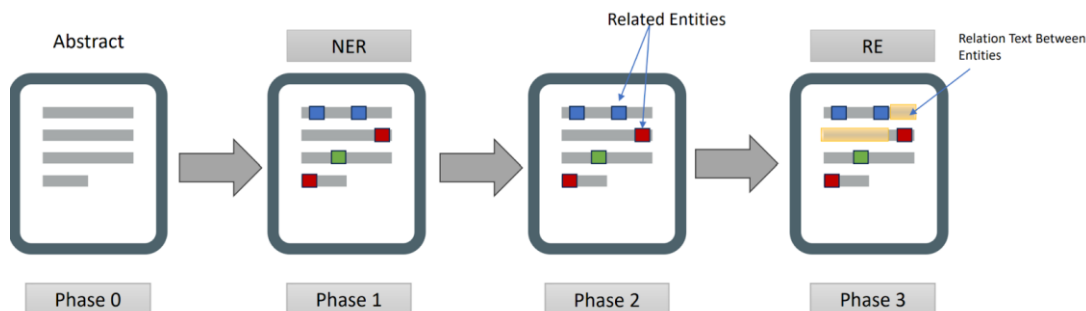 Abstract
NER
Related Entities
RE
Relation Text Between
Entities
Phase 0
Phase 1
Phase 2
Phase 3